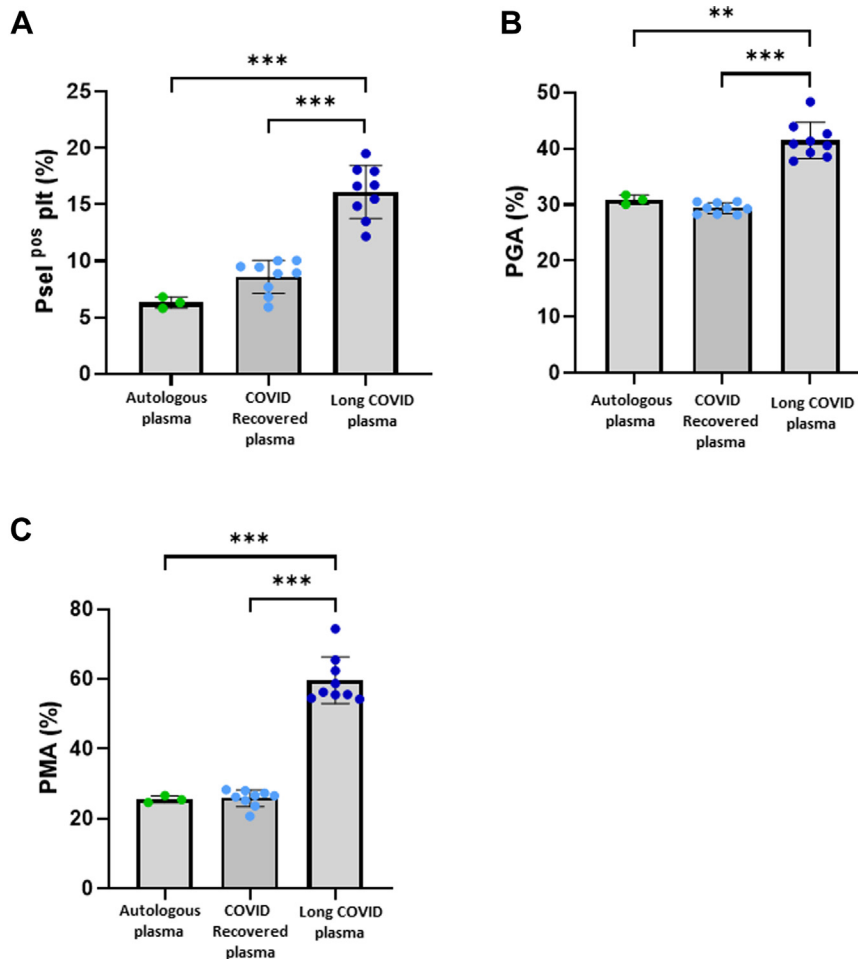 A
***
***
Psel pos plt (%)
25
20
15
10
5
0
Autologous
plasma
COVID
Recovered
plasma
Long COVID
plasma
B
**
***
PGA (%)
50
40
30
20
10
0
Autologous
plasma
COVID
Recovered
plasma
Long COVID
plasma
C
***
***
PMA (%)
80
60
40
20
0
Autologous
plasma
COVID
Recovered
plasma
Long COVID
plasma